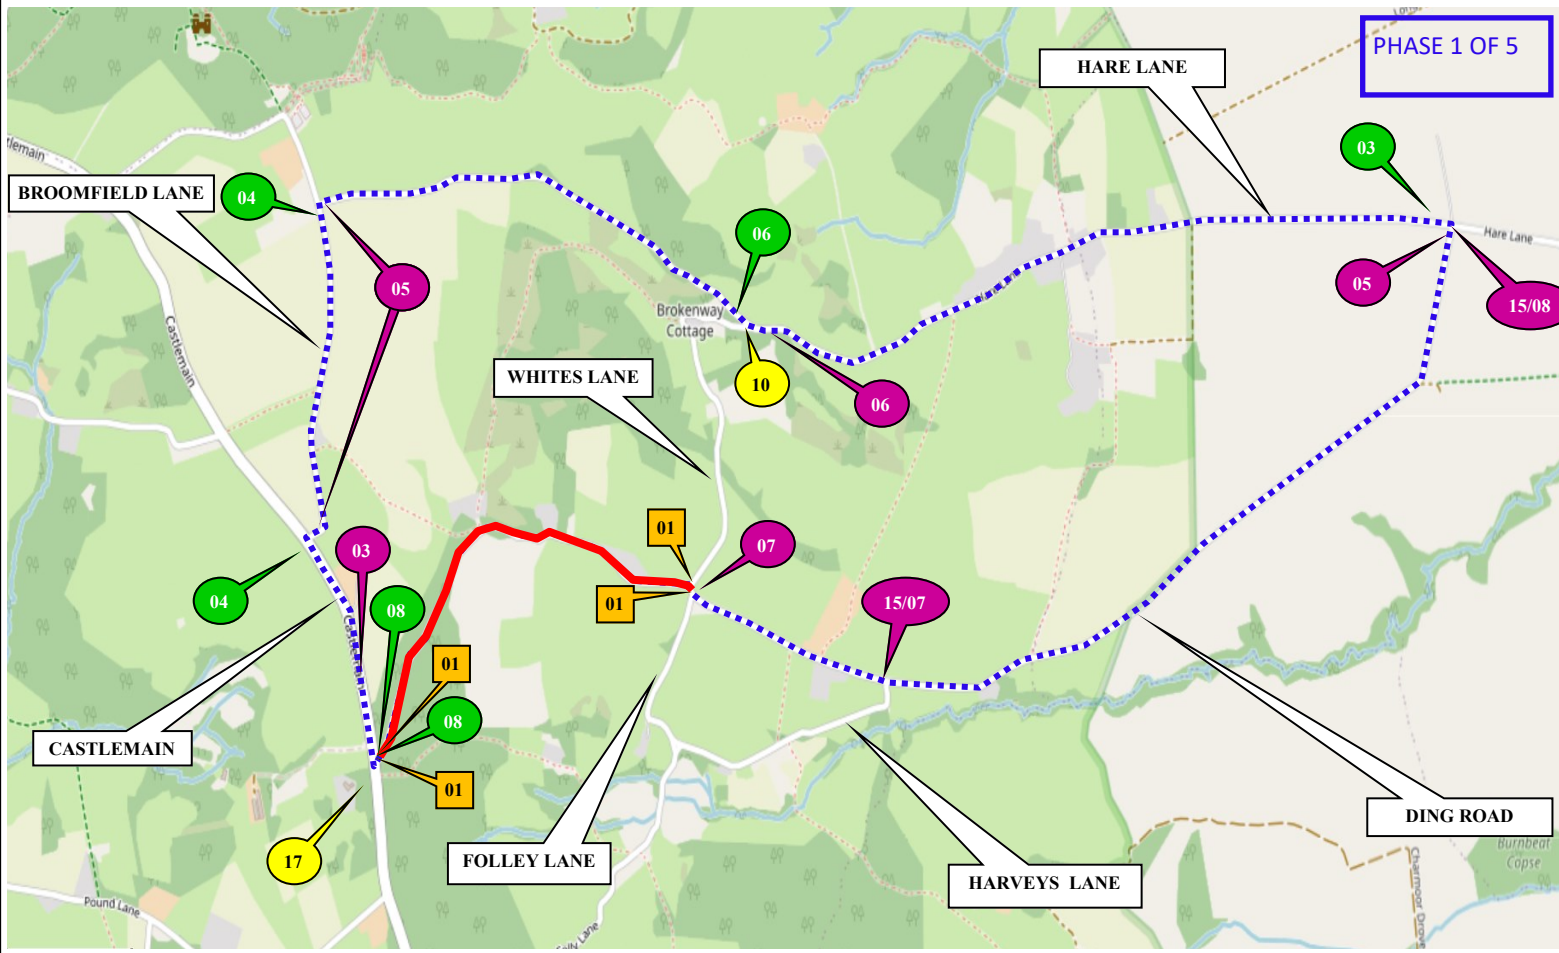 PHASE 1 OF 5
HARE LANE
03
BROOMFIELD LANE
04
06
Hare Lane
05
05
15/08
Brokenway
Cottage
Castlemain
WHITES LANE
10
06
01
03
07
04
08
01
15/07
01
08
CASTLEMAIN
01
DING ROAD
17
FOLLEY LANE
HARVEYS LANE
Burnbeat
Copse
Pound Lane
Charmoor Drove